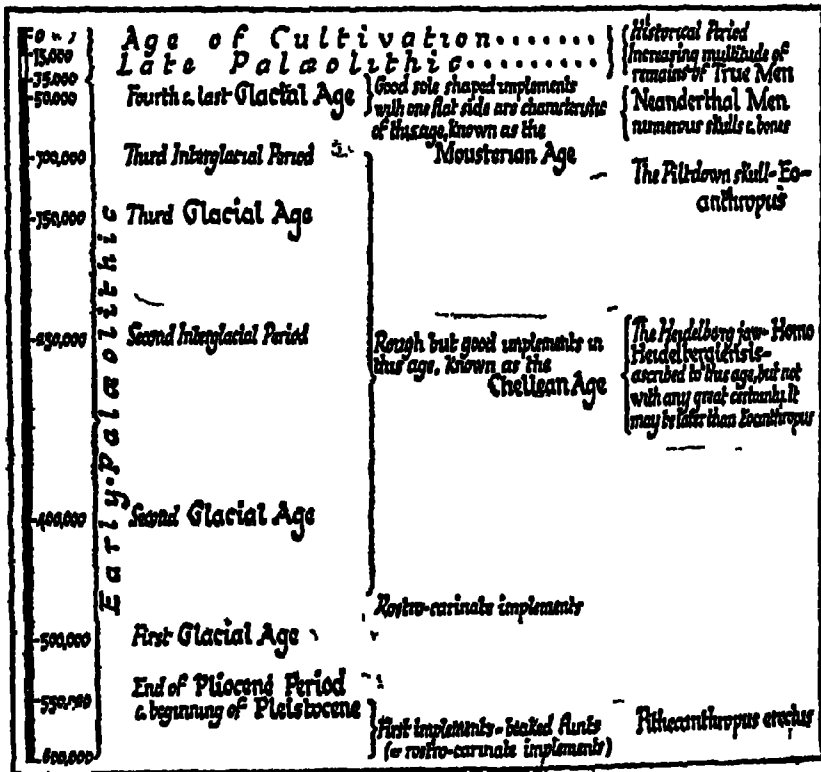 Age of Cultivation.......
{Historical Period
15,000
Late Palæolithic.........
Increasing multitude of
35,000
remains of True Men
50,000
Fourth & last Glacial Age
Good sole shaped implements
with one flat side are characteristic
of this age, known as the
Mousterian Age
Neanderthal Men
numerous skulls & bones
100,000
Third Interglacial Period
The Piltdown skull-Eo-
anthropus
150,000
Third Glacial Age
Early Palæolithic
250,000
Second Interglacial Period
Rough but good implements in
this age, known as the
Chellean Age
The Heidelberg jaw-Homo
Heidelbergensis-
ascribed to this age, but not
with any great certainty. It
may be later than Eoanthropus
400,000
Second Glacial Age
Rostro-carinate implements
500,000
First Glacial Age
End of Pliocene Period
550,000
& beginning of Pleistocene
First implements = beaked flints
(= rostro-carinate implements)
Pithecanthropus erectus
600,000